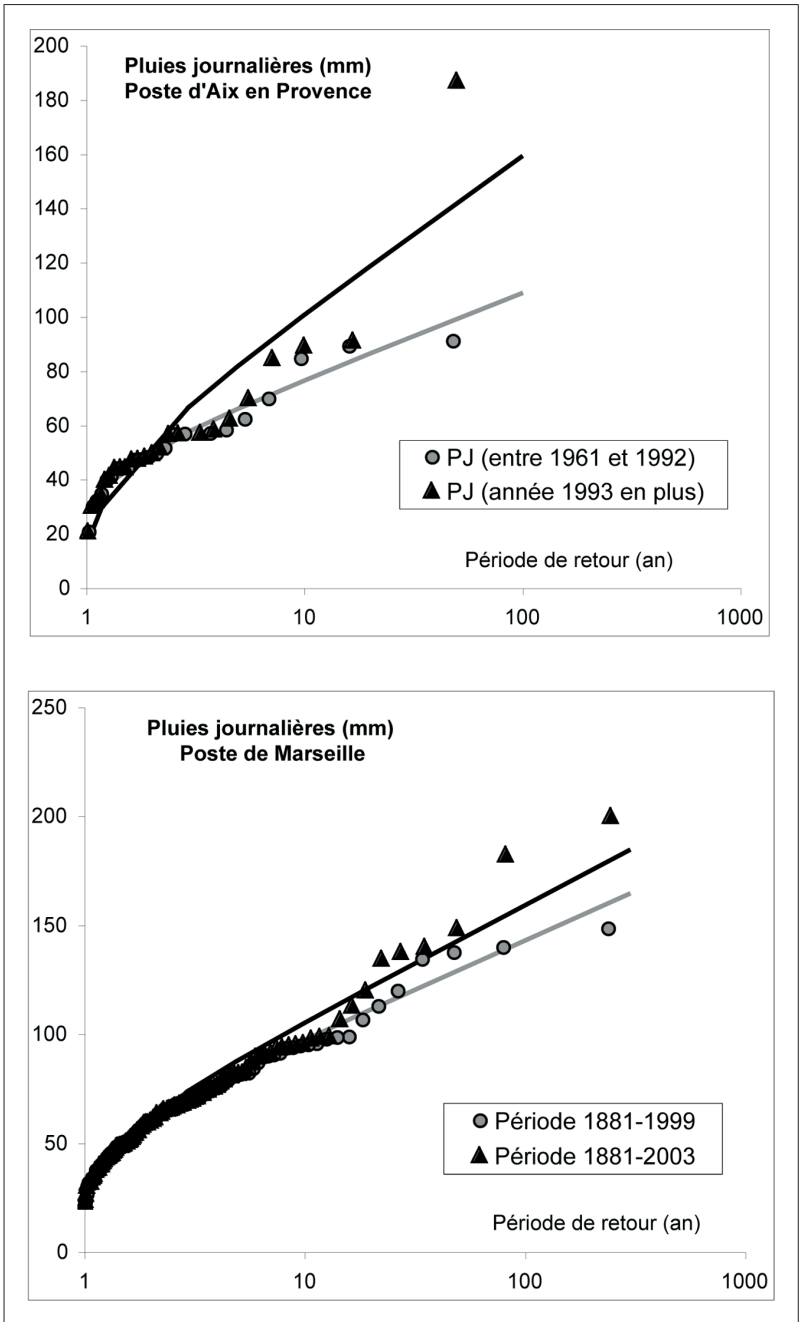 Pluies journalières (mm)
Poste d'Aix en Provence
200
180
160
140
120
100
80
60
40
20
0
PJ (entre 1961 et 1992)
PJ (année 1993 en plus)
Période de retour (an)
1 10 100 1000
Pluies journalières (mm)
Poste de Marseille
250
200
150
100
50
0
Période 1881-1999
Période 1881-2003
Période de retour (an)
1 10 100 1000